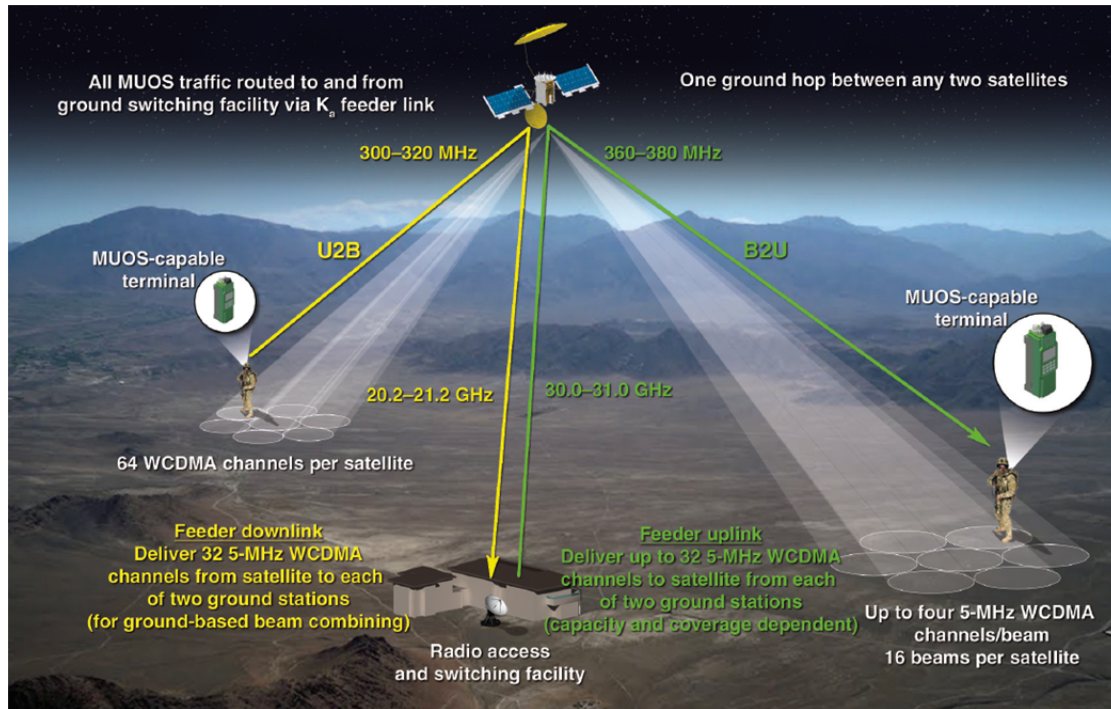 All MUOS traffic routed to and from
ground switching facility via Ka feeder link
One ground hop between any two satellites
300–320 MHz
360–380 MHz
U2B
B2U
MUOS-capable
terminal
MUOS-capable
terminal
20.2–21.2 GHz
30.0–31.0 GHz
64 WCDMA channels per satellite
Feeder downlink
Deliver 32 5-MHz WCDMA
channels from satellite to each
of two ground stations
(for ground-based beam combining)
Feeder uplink
Deliver up to 32 5-MHz WCDMA
channels to satellite from each
of two ground stations
(capacity and coverage dependent)
Up to four 5-MHz WCDMA
channels/beam
16 beams per satellite
Radio access
and switching facility